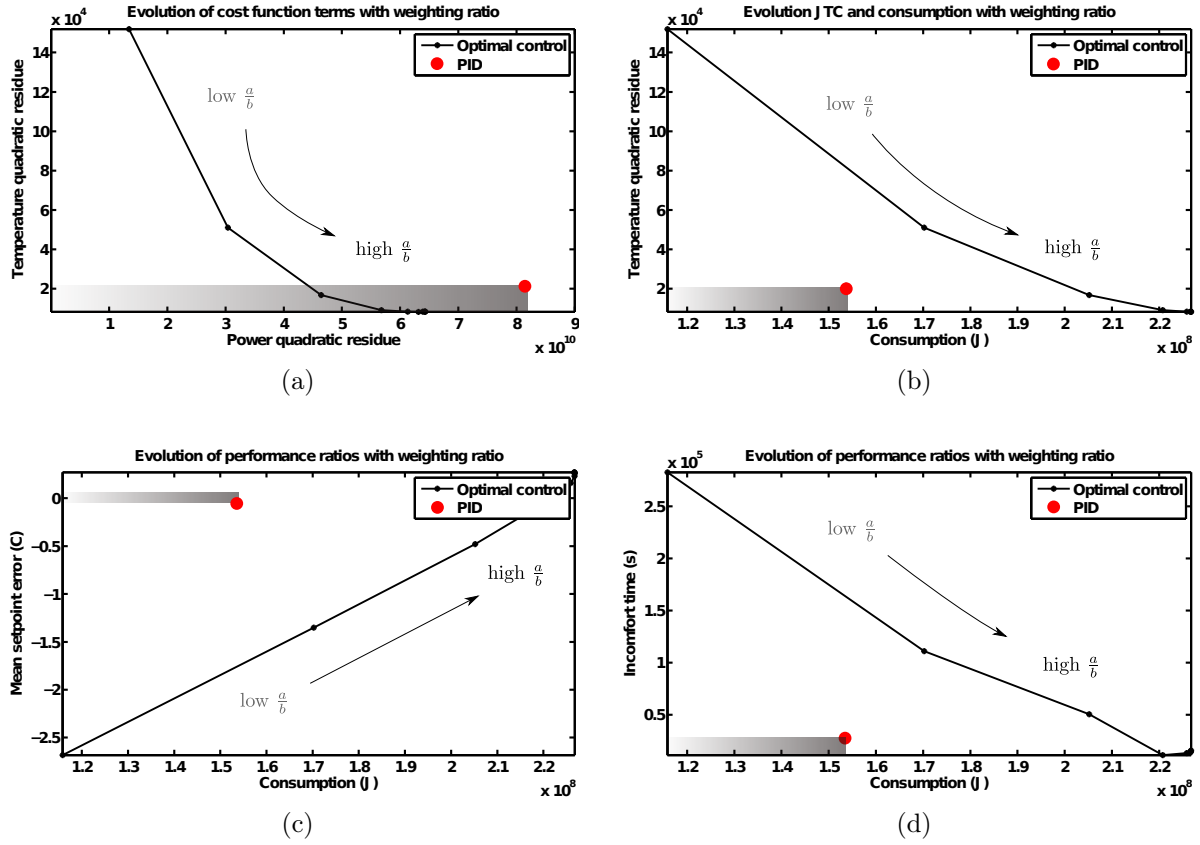 Evolution of cost function terms with weighting ratio
x 10^4
14
12
10
8
6
4
2
Temperature quadratic residue
Optimal control
PID
low a/b
high a/b
1 2 3 4 5 6 7 8 9
Power quadratic residue
x 10^10
(a)
Evolution JTC and consumption with weighting ratio
x 10^4
14
12
10
8
6
4
2
Temperature quadratic residue
Optimal control
PID
low a/b
high a/b
1.2 1.3 1.4 1.5 1.6 1.7 1.8 1.9 2 2.1 2.2
Consumption (J)
x 10^8
(b)
Evolution of performance ratios with weighting ratio
0
−0.5
−1
−1.5
−2
−2.5
Mean setpoint error (C)
Optimal control
PID
high a/b
low a/b
1.2 1.3 1.4 1.5 1.6 1.7 1.8 1.9 2 2.1 2.2
Consumption (J)
x 10^8
(c)
Evolution of performance ratios with weighting ratio
x 10^5
2.5
2
1.5
1
0.5
Incomfort time (s)
Optimal control
PID
low a/b
high a/b
1.2 1.3 1.4 1.5 1.6 1.7 1.8 1.9 2 2.1 2.2
Consumption (J)
x 10^8
(d)